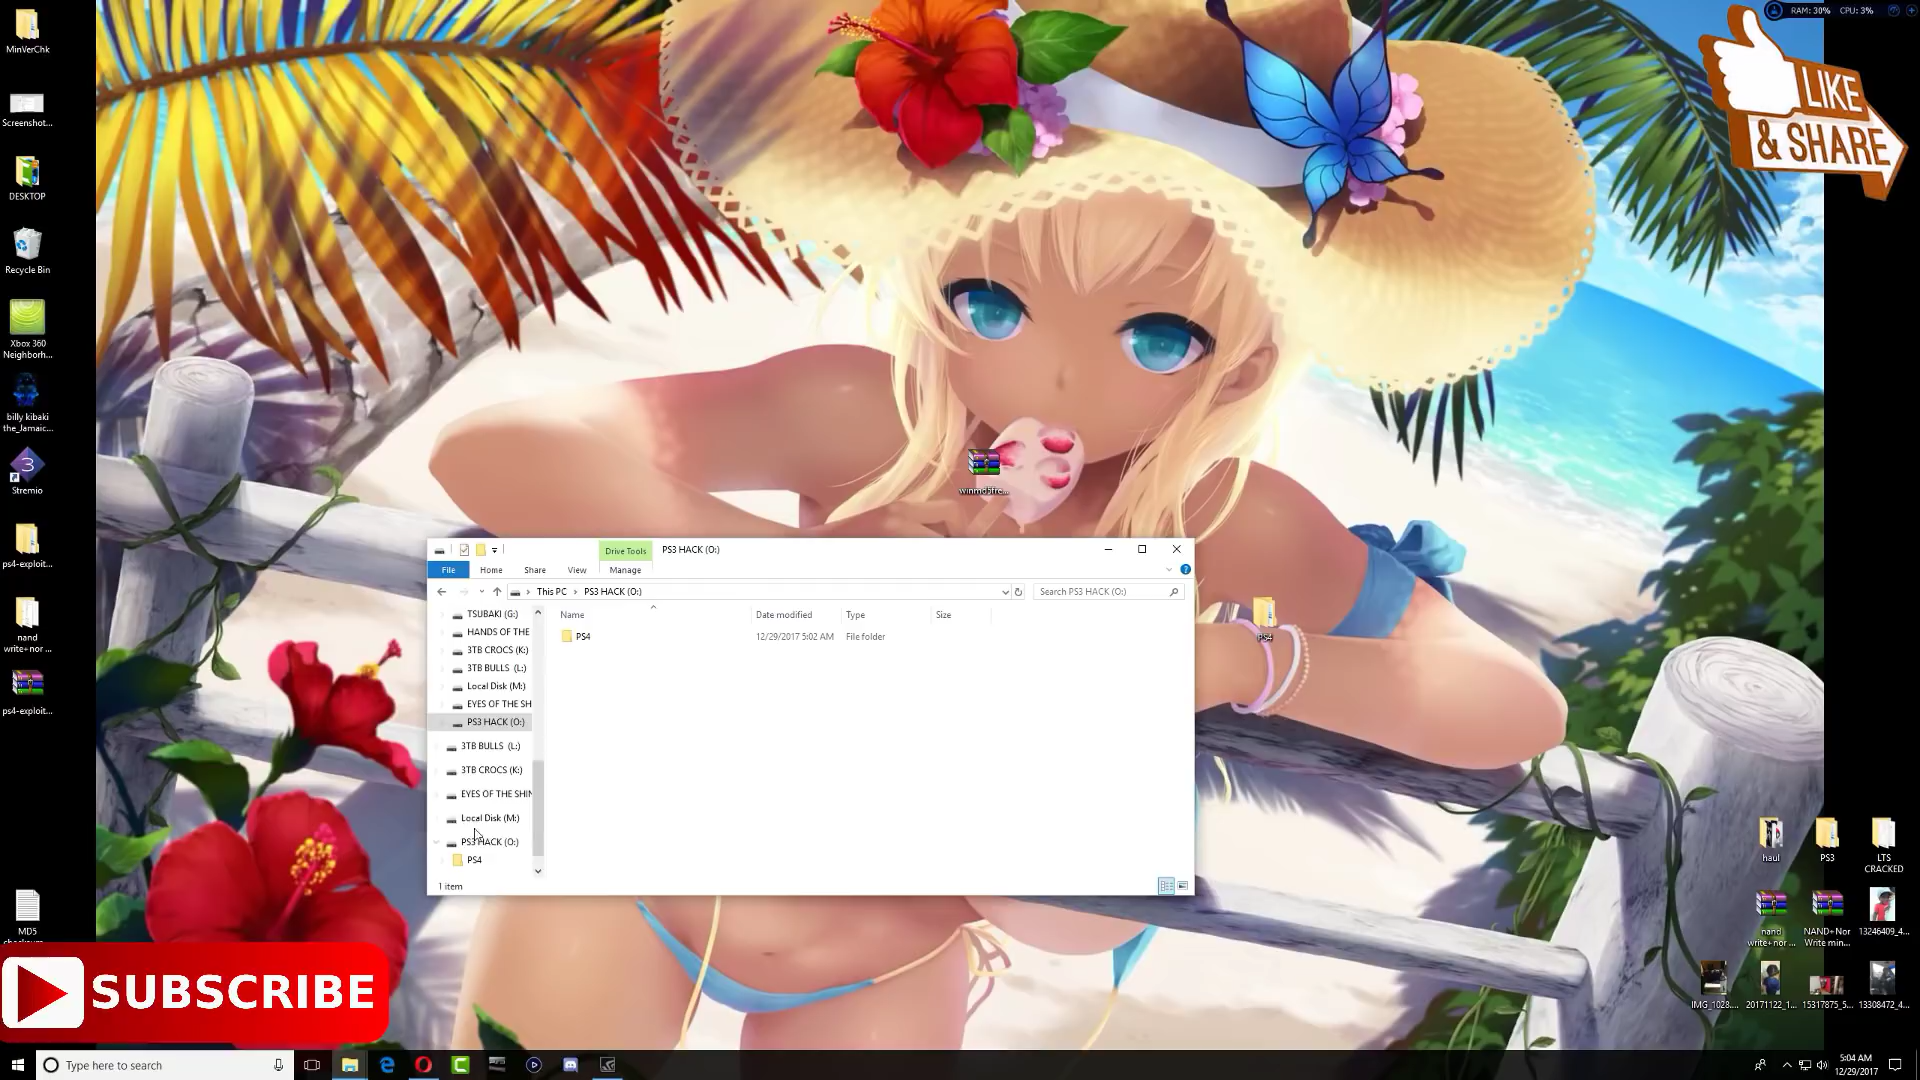 MinVerChk
Screenshot...
DESKTOP
Recycle Bin
Xbox 360
Neighborh...
billy kibaki
the_Jamaic...
Stremio
ps4-exploit...
nand
write+nor ...
ps4-exploit...
MD5
RAM: 30% CPU: 3%
LIKE
& SHARE
winmd5fre...
PS4
Drive Tools
PS3 HACK (O:)
File Home Share View Manage
This PC PS3 HACK (O:)
Search PS3 HACK (O:)
Name Date modified Type Size
PS4 12/29/2017 5:02 AM File folder
TSUBAKI (G:)
HANDS OF THE
3TB CROCS (K:)
3TB BULLS (L:)
Local Disk (M:)
EYES OF THE SH
PS3 HACK (O:)
3TB BULLS (L:)
3TB CROCS (K:)
EYES OF THE SHIN
Local Disk (M:)
PS3 HACK (O:)
PS4
1 item
haul
PS3
LTS
CRACKED
nand
write+nor ...
NAND+Nor
Write min...
13246409_4...
IMG_1028....
20171122_1...
15317875_5...
13308472_4...
SUBSCRIBE
Type here to search
5:04 AM
12/29/2017